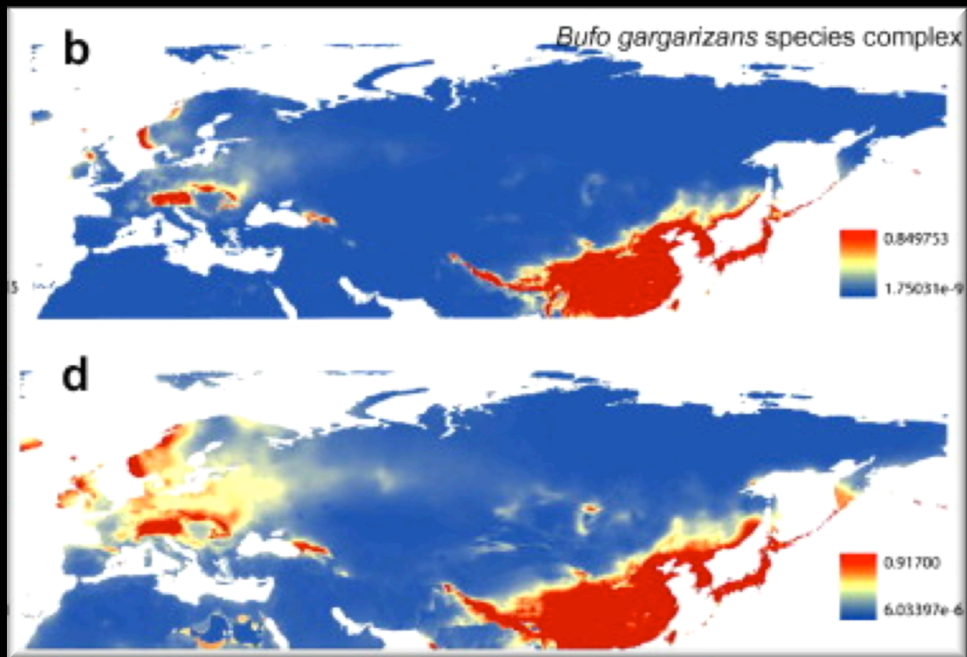 b
Bufo gargarizans species complex
0.849753
1.75031e-9
d
0.91700
6.03397e-6